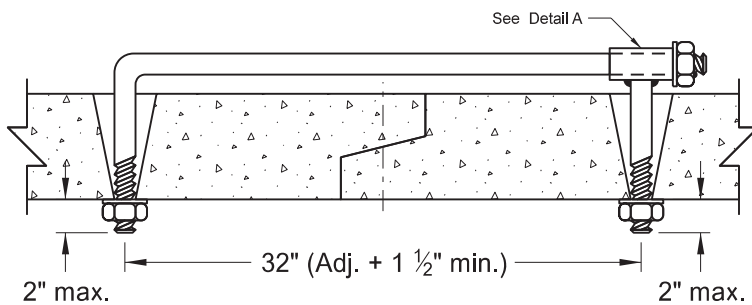 See Detail A
32" (Adj. + 1 ½" min.)
2" max.
2" max.